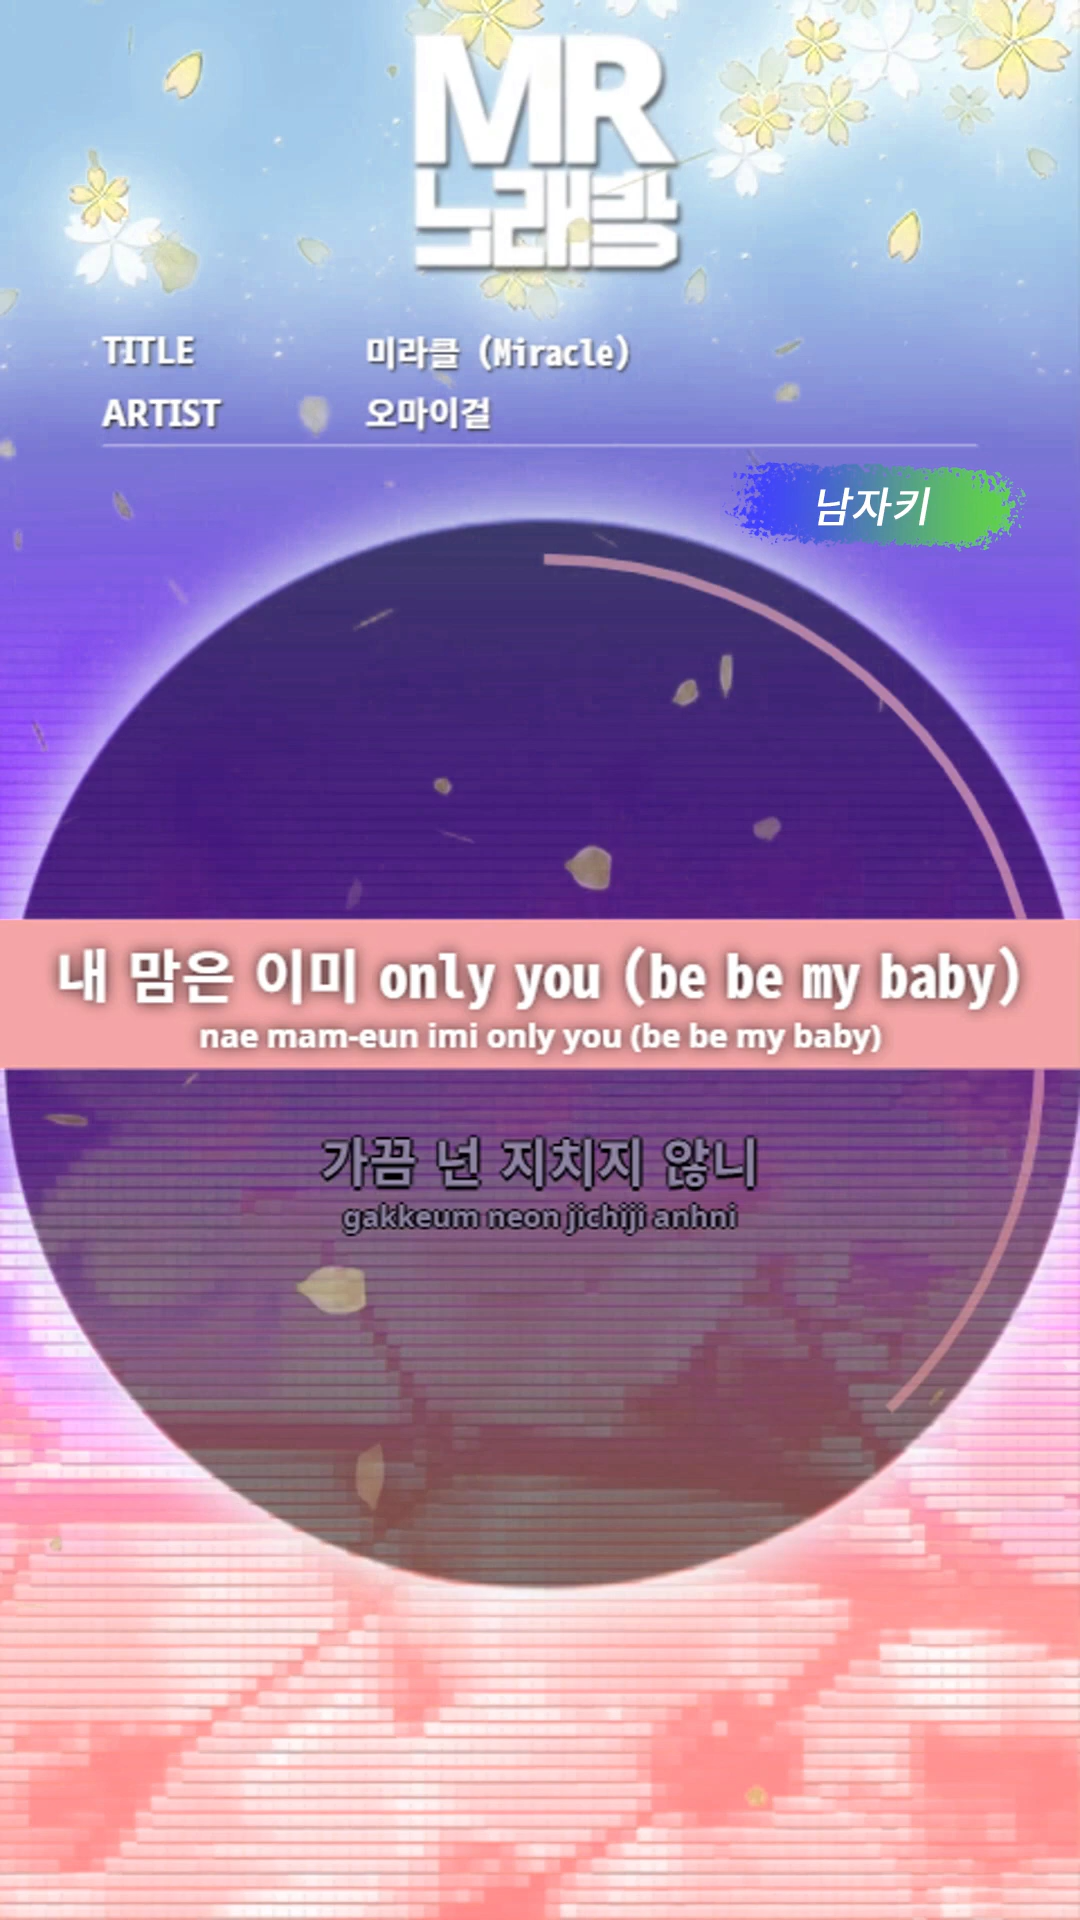 MR
노래방
TITLE 미라클 (Miracle)
ARTIST 오마이걸
남자키
내 맘은 이미 only you (be be my baby)
nae mam-eun imi only you (be be my baby)
가끔 넌 지치지 않니
gakkeum neon jichiji anhni